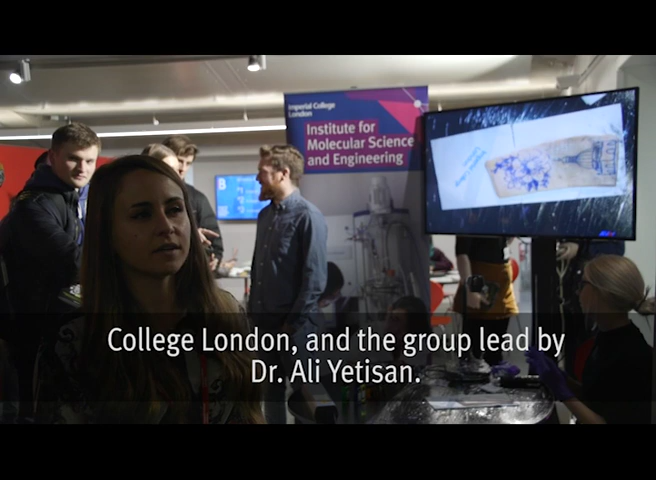 Imperial College
London
Institute for
Molecular Science
and Engineering
B
College London, and the group lead by
Dr. Ali Yetisan.